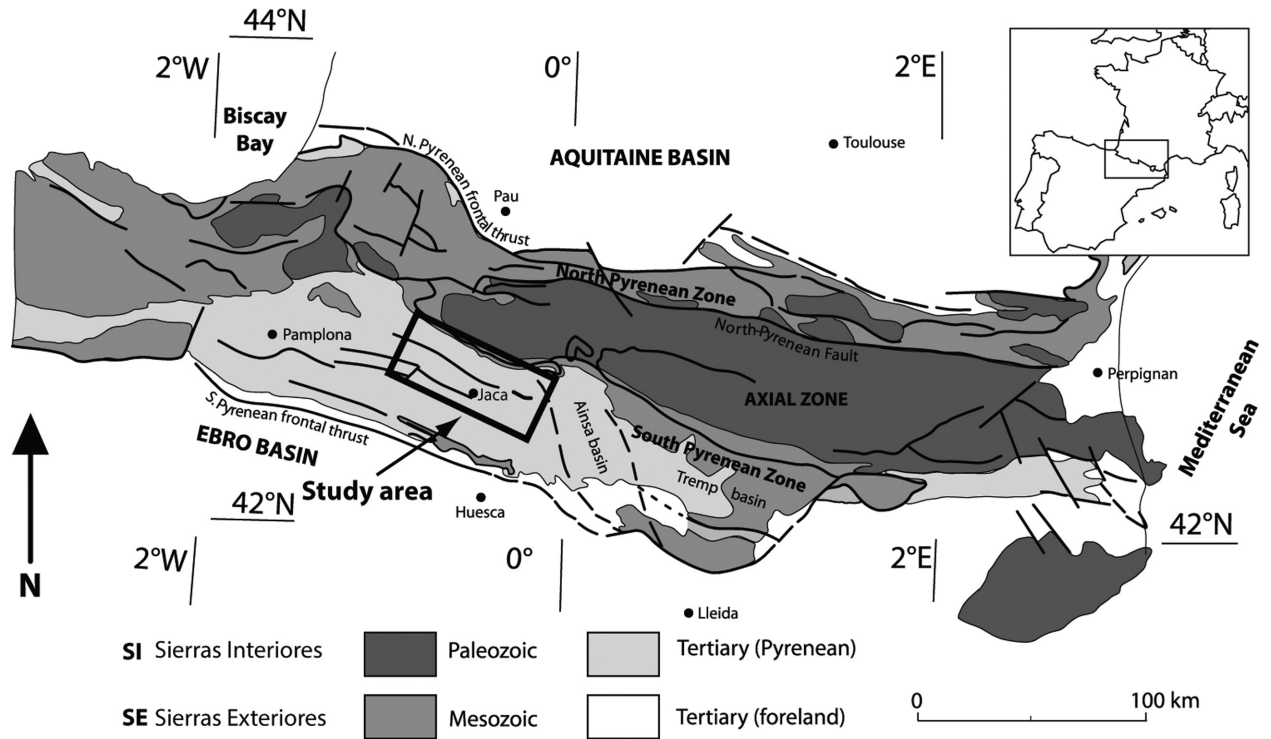 44°N
2°W
0°
2°E
Biscay
Bay
N. Pyrenean frontal thrust
AQUITAINE BASIN
Toulouse
Pau
North Pyrenean Zone
North-Pyrenean Fault
Pamplona
Jaca
AXIAL ZONE
Perpignan
Mediterranean
Sea
S. Pyrenean frontal thrust
EBRO BASIN
Ainsa basin
South Pyrenean Zone
Tremp basin
Study area
42°N
Huesca
42°N
2°W
0°
2°E
N
Lleida
SI Sierras Interiores
Paleozoic
Tertiary (Pyrenean)
SE Sierras Exteriores
Mesozoic
Tertiary (foreland)
0
100 km